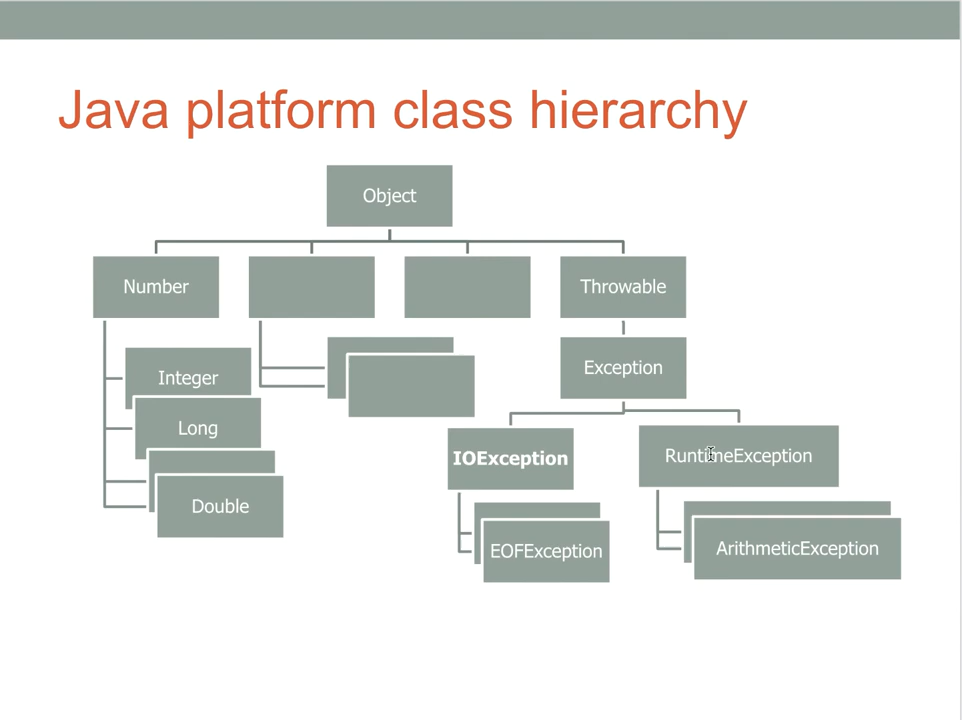 Java platform class hierarchy
Object
Number
Throwable
Integer
Exception
Long
IOException
RuntimeException
Double
EOFException
ArithmeticException